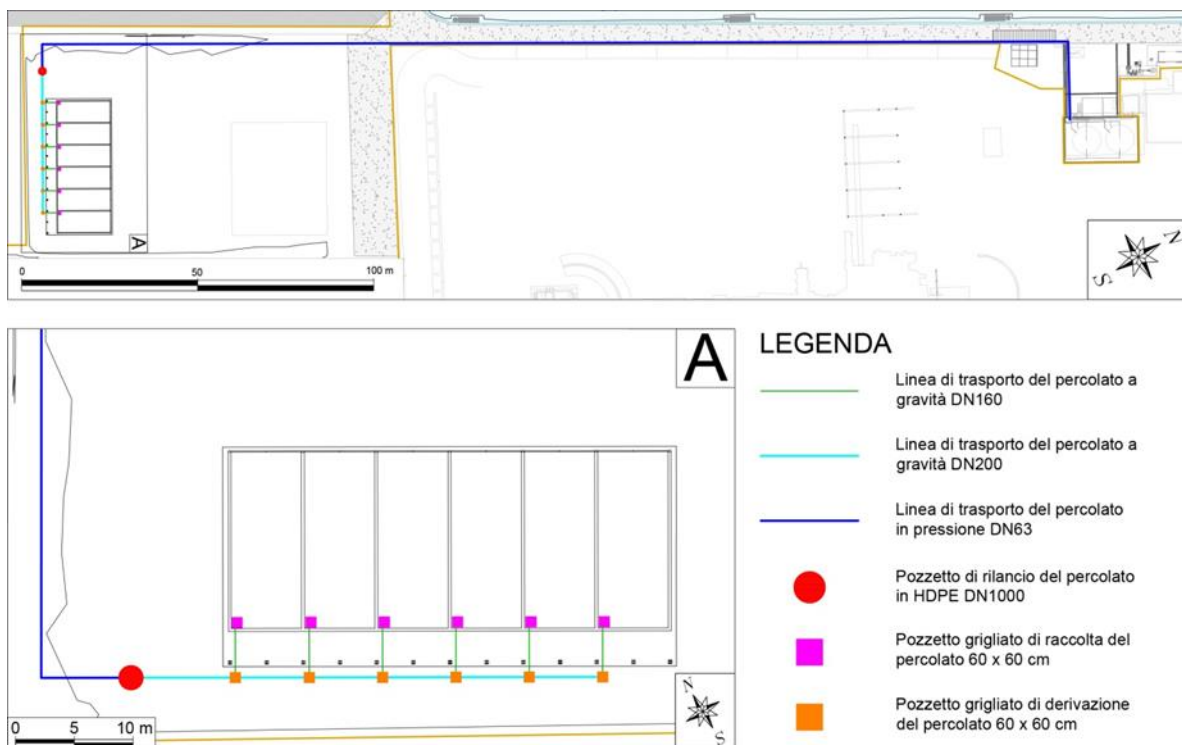 A
0 50 100 m
N
S
A
0 5 10 m
N
S
LEGENDA
Linea di trasporto del percolato a
gravità DN160
Linea di trasporto del percolato a
gravità DN200
Linea di trasporto del percolato
in pressione DN63
Pozzetto di rilancio del percolato
in HDPE DN1000
Pozzetto grigliato di raccolta del
percolato 60 x 60 cm
Pozzetto grigliato di derivazione
del percolato 60 x 60 cm